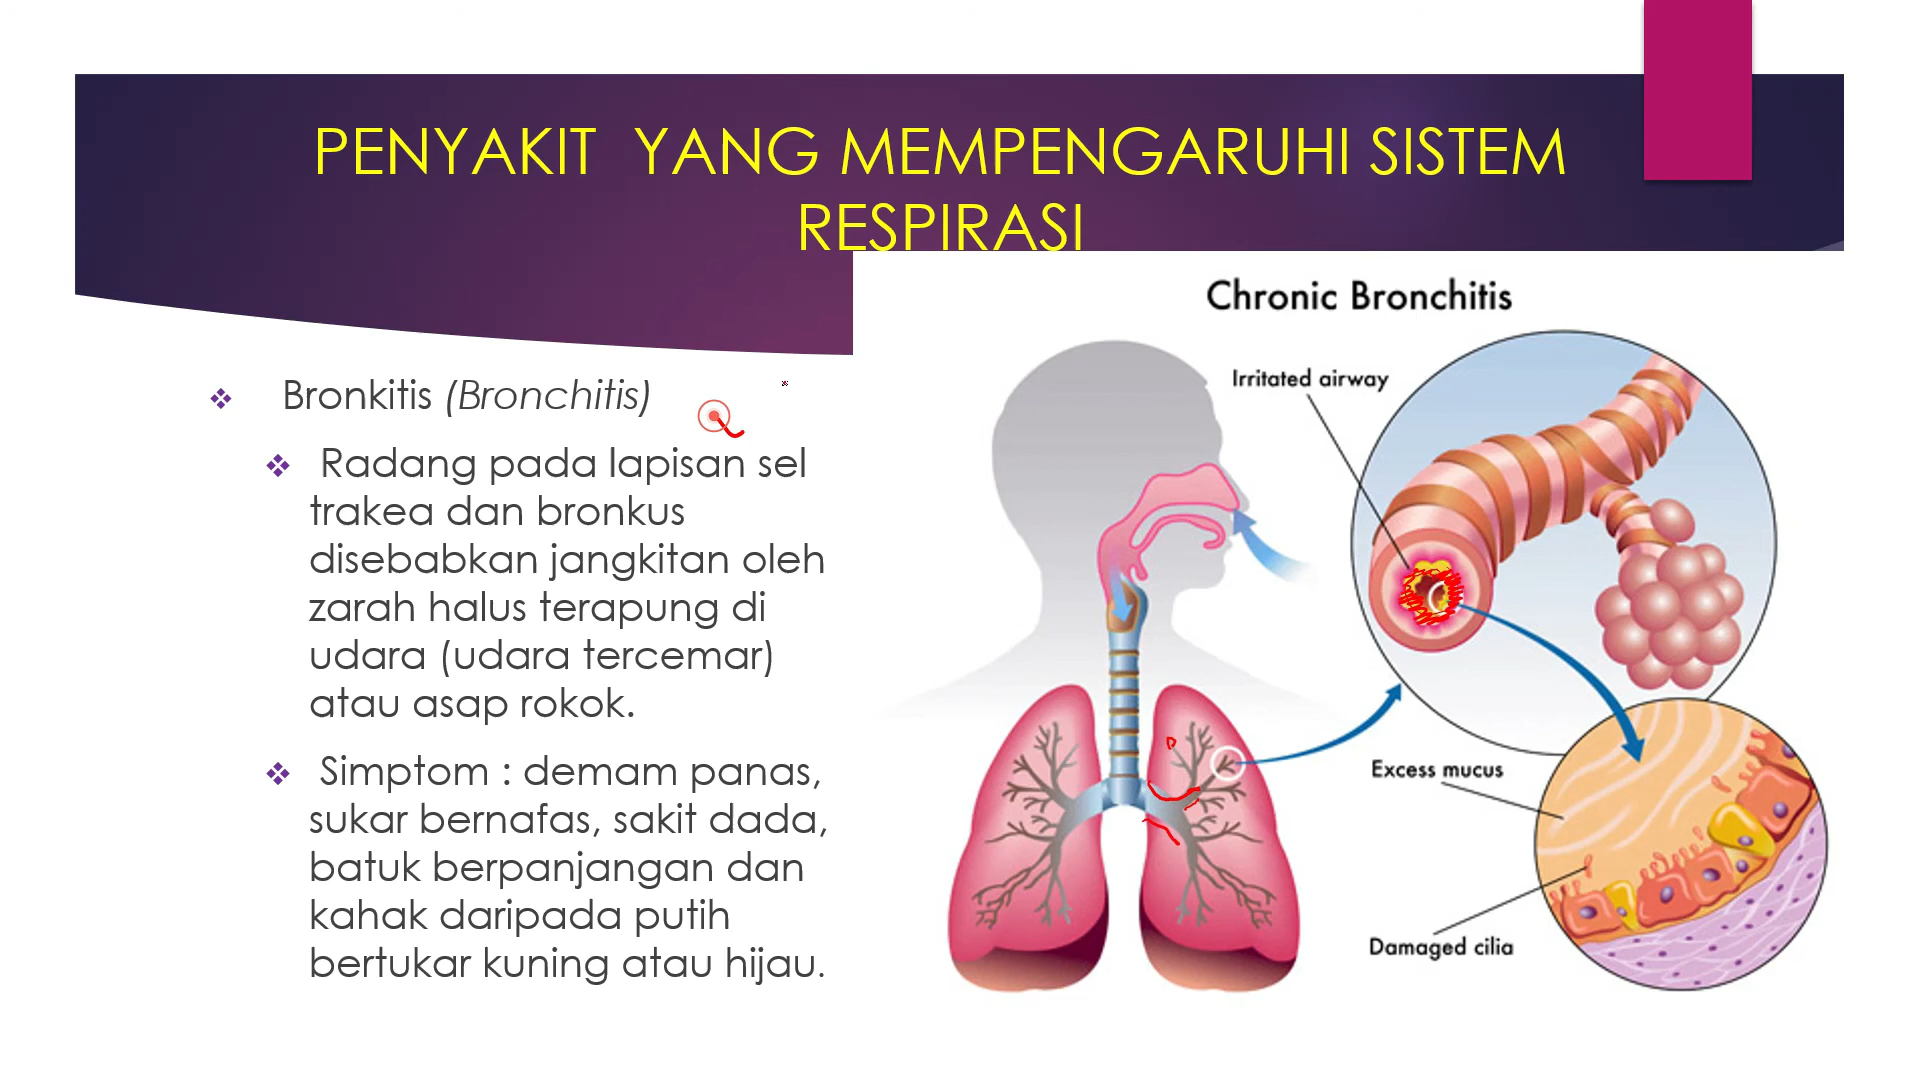 PENYAKIT YANG MEMPENGARUHI SISTEM
RESPIRASI
Bronkitis (Bronchitis)
Radang pada lapisan sel
trakea dan bronkus
disebabkan jangkitan oleh
zarah halus terapung di
udara (udara tercemar)
atau asap rokok.
Simptom : demam panas,
sukar bernafas, sakit dada,
batuk berpanjangan dan
kahak daripada putih
bertukar kuning atau hijau.
Chronic Bronchitis
Irritated airway
Excess mucus
Damaged cilia